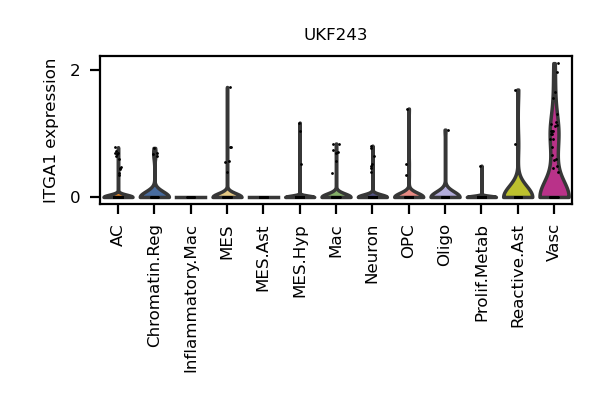 UKF243
ITGA1 expression
2
0
AC
Chromatin.Reg
Inflammatory.Mac
MES
MES.Ast
MES.Hyp
Mac
Neuron
OPC
Oligo
Prolif.Metab
Reactive.Ast
Vasc